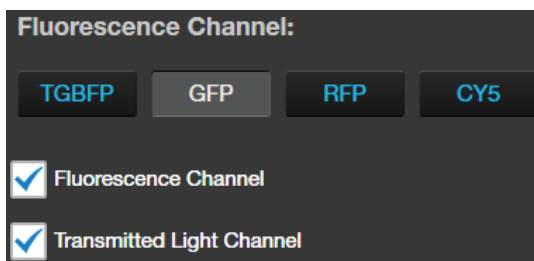 Fluorescence Channel:
TGBFP GFP RFP CY5
Fluorescence Channel
Transmitted Light Channel